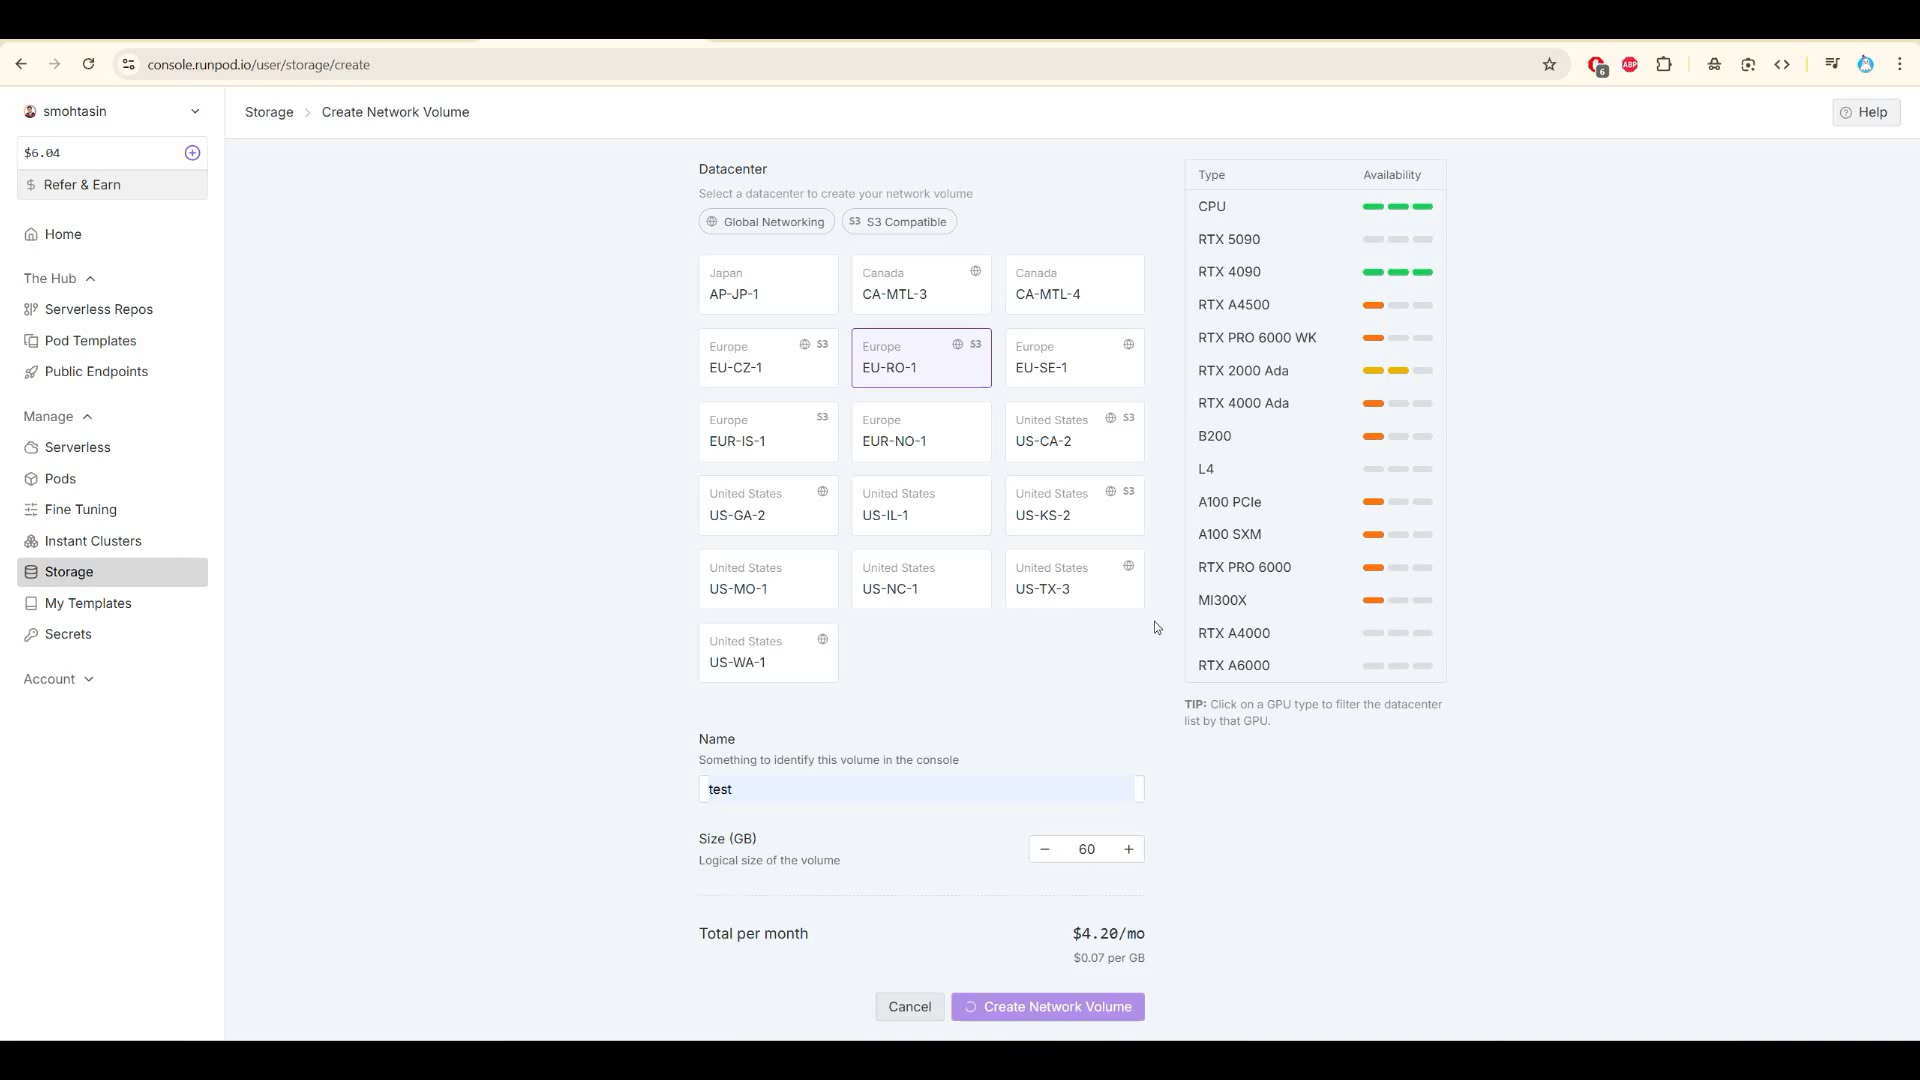 console.runpod.io/user/storage/create
6
ABP
smohtasin
$6.04
$ Refer & Earn
Home
The Hub
Serverless Repos
Pod Templates
Public Endpoints
Manage
Serverless
Pods
Fine Tuning
Instant Clusters
Storage
My Templates
Secrets
Account
Storage > Create Network Volume
Help
Datacenter
Select a datacenter to create your network volume
Global Networking
S3 S3 Compatible
Japan
AP-JP-1
Canada
CA-MTL-3
Canada
CA-MTL-4
Europe S3
EU-CZ-1
Europe S3
EU-RO-1
Europe
EU-SE-1
Europe S3
EUR-IS-1
Europe
EUR-NO-1
United States S3
US-CA-2
United States
US-GA-2
United States
US-IL-1
United States S3
US-KS-2
United States
US-MO-1
United States
US-NC-1
United States
US-TX-3
United States
US-WA-1
Type Availability
CPU
RTX 5090
RTX 4090
RTX A4500
RTX PRO 6000 WK
RTX 2000 Ada
RTX 4000 Ada
B200
L4
A100 PCIe
A100 SXM
RTX PRO 6000
MI300X
RTX A4000
RTX A6000
TIP: Click on a GPU type to filter the datacenter
list by that GPU.
Name
Something to identify this volume in the console
test
Size (GB)
Logical size of the volume
− 60 +
Total per month
$4.20/mo
$0.07 per GB
Cancel
Create Network Volume